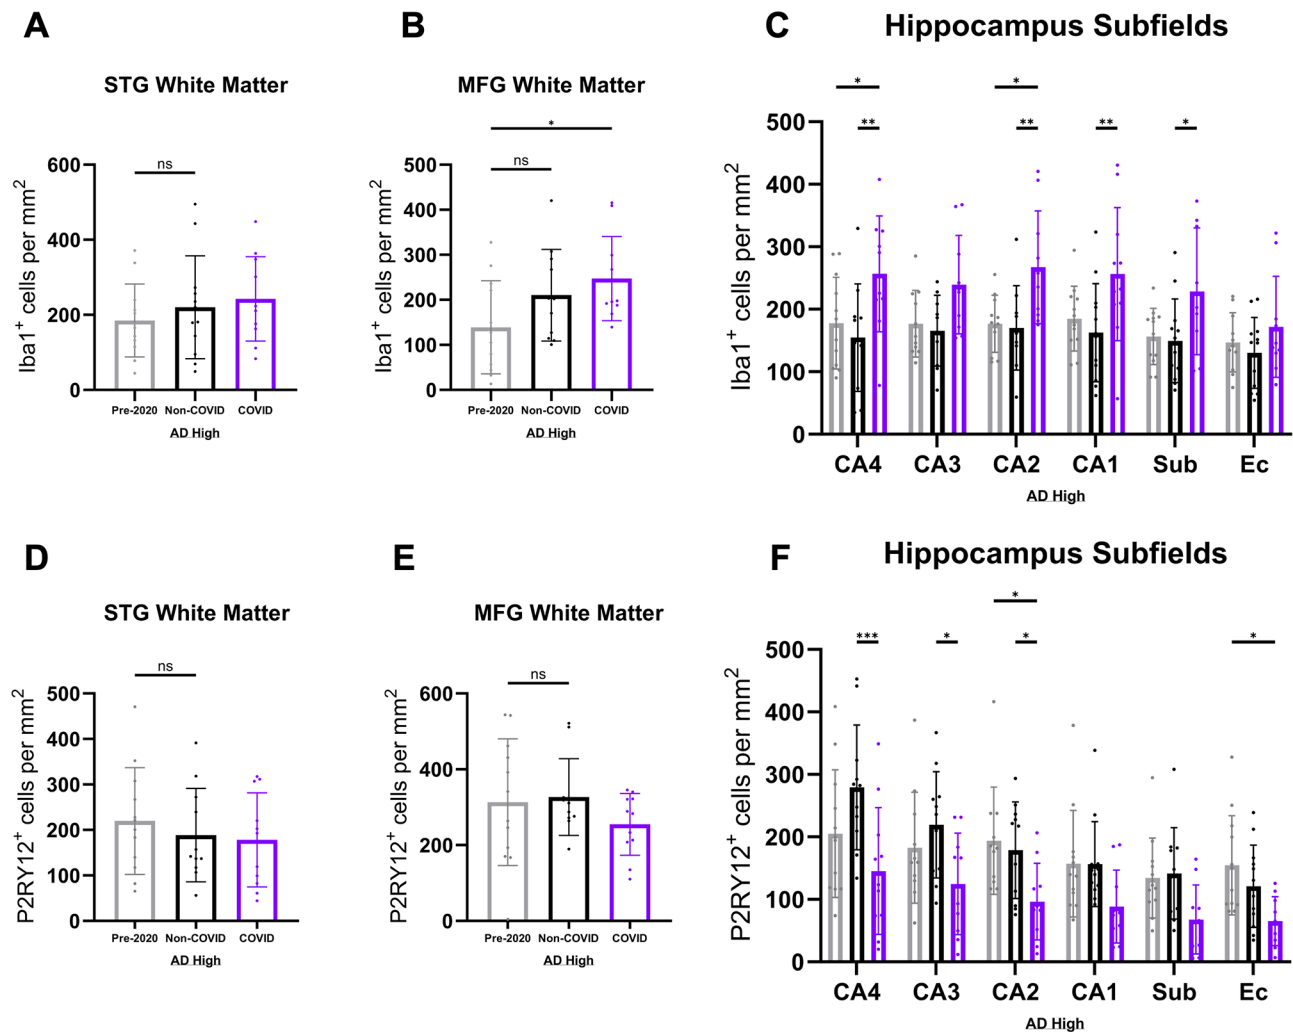 A
STG White Matter
ns
Iba1+ cells per mm2
600
400
200
0
Pre-2020 Non-COVID COVID
AD High
B
MFG White Matter
*
ns
Iba1+ cells per mm2
500
400
300
200
100
0
Pre-2020 Non-COVID COVID
AD High
C
Hippocampus Subfields
* *
** ** ** *
Iba1+ cells per mm2
500
400
300
200
100
0
CA4 CA3 CA2 CA1 Sub Ec
AD High
D
STG White Matter
ns
P2RY12+ cells per mm2
500
400
300
200
100
0
Pre-2020 Non-COVID COVID
AD High
E
MFG White Matter
ns
P2RY12+ cells per mm2
600
400
200
0
Pre-2020 Non-COVID COVID
AD High
F
Hippocampus Subfields
*
*** * * *
P2RY12+ cells per mm2
500
400
300
200
100
0
CA4 CA3 CA2 CA1 Sub Ec
AD High